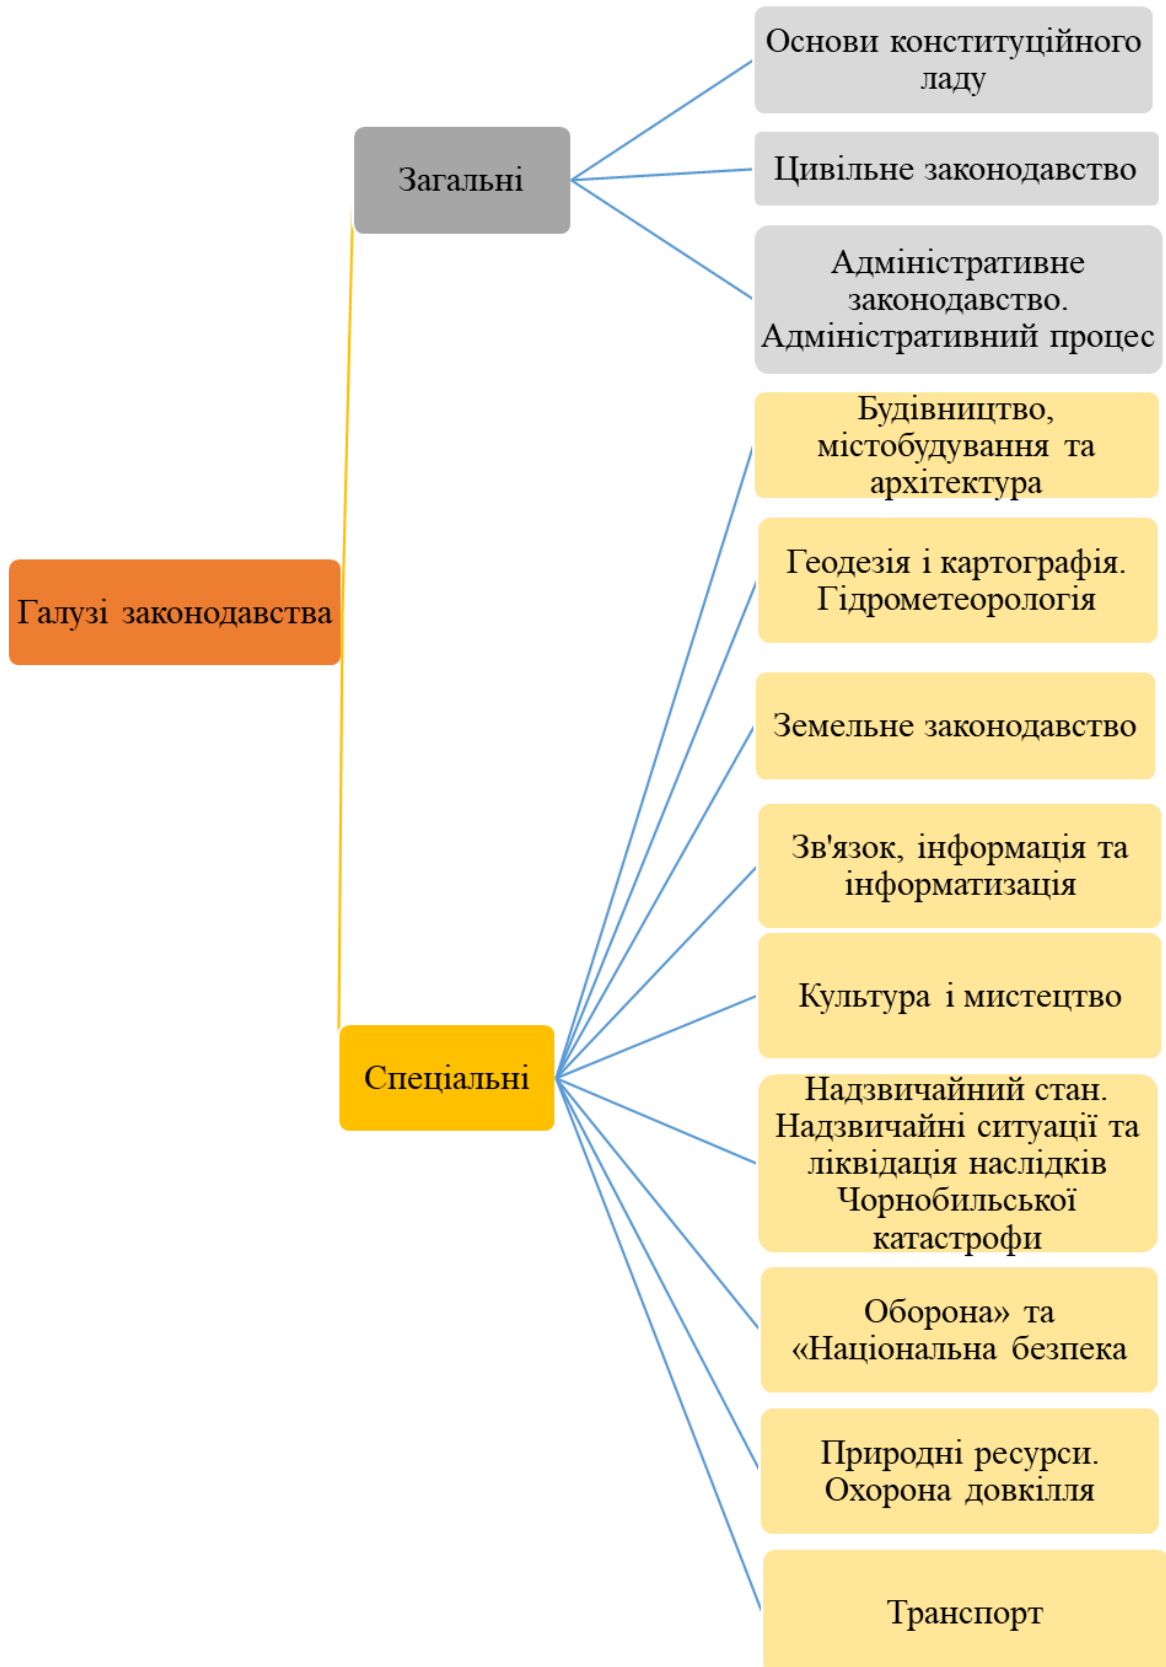 Галузі законодавства
Загальні
Основи конституційного
ладу
Цивільне законодавство
Адміністративне
законодавство.
Адміністративний процес
Спеціальні
Будівництво,
містобудування та
архітектура
Геодезія і картографія.
Гідрометеорологія
Земельне законодавство
Зв'язок, інформація та
інформатизація
Культура і мистецтво
Надзвичайний стан.
Надзвичайні ситуації та
ліквідація наслідків
Чорнобильської
катастрофи
Оборона» та
«Національна безпека
Природні ресурси.
Охорона довкілля
Транспорт